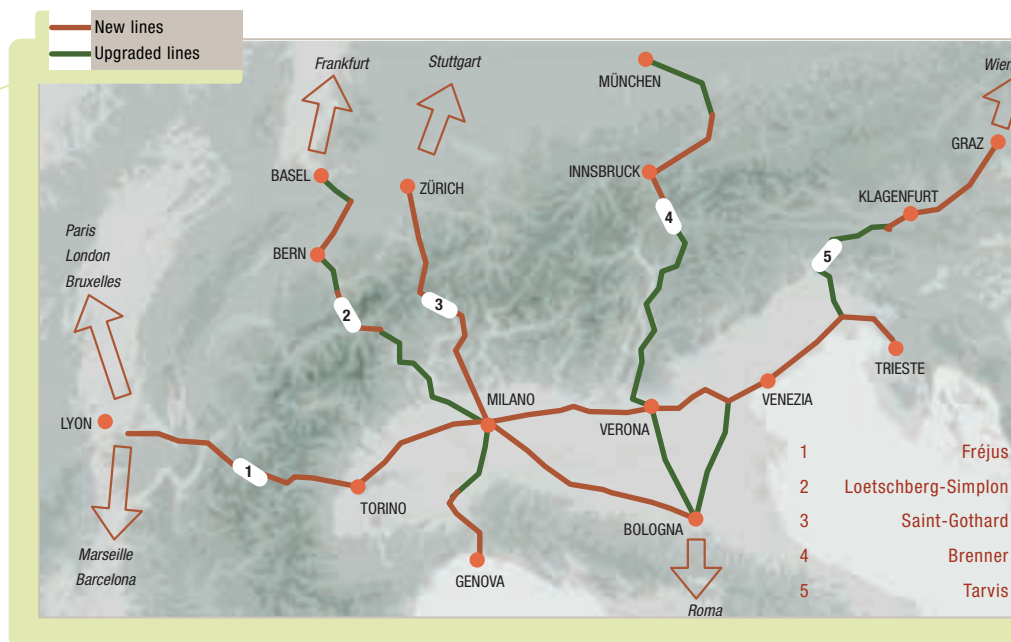 New lines
Upgraded lines
Frankfurt
Stuttgart
MÜNCHEN
Wien
GRAZ
BASEL
ZÜRICH
INNSBRUCK
KLAGENFURT
4
Paris
London
Bruxelles
BERN
5
2
3
TRIESTE
MILANO
VENEZIA
LYON
VERONA
1
TORINO
BOLOGNA
Marseille
Barcelona
GENOVA
Roma
1 Fréjus
2 Loetschberg-Simplon
3 Saint-Gothard
4 Brenner
5 Tarvis